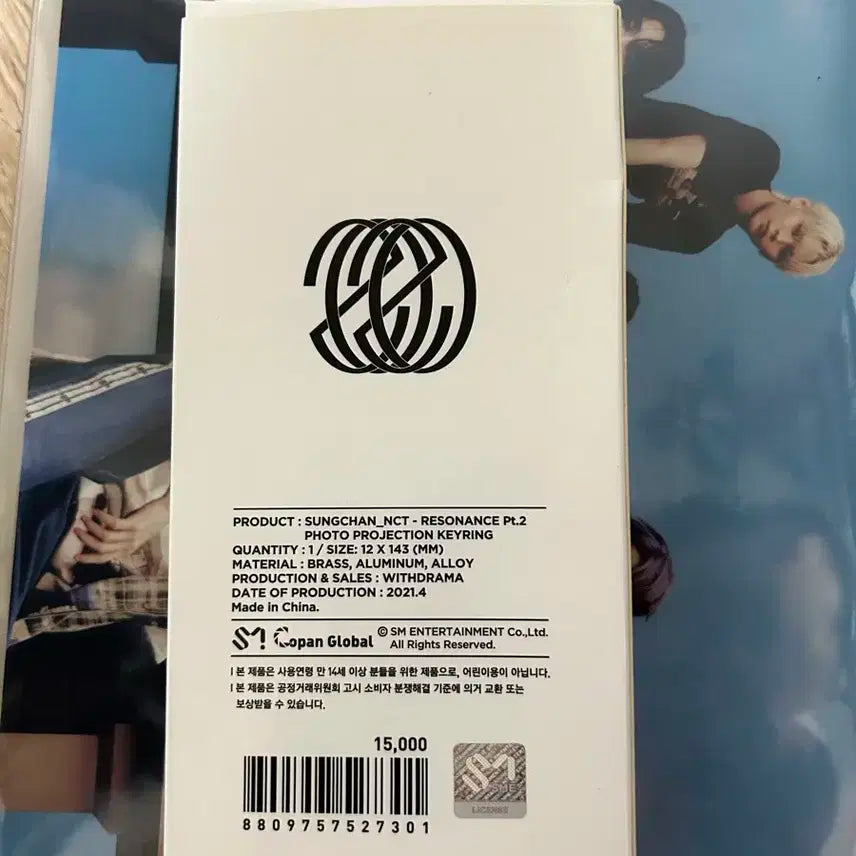 PRODUCT : SUNGCHAN_NCT - RESONANCE Pt.2
PHOTO PROJECTION KEYRING
QUANTITY : 1 / SIZE: 12 X 143 (MM)
MATERIAL : BRASS, ALUMINUM, ALLOY
PRODUCTION & SALES : WITHDRAMA
DATE OF PRODUCTION : 2021.4
Made in China.
SM Copan Global © SM ENTERTAINMENT Co.,Ltd.
All Rights Reserved.
본 제품은 사용연령 만 14세 이상 분들을 위한 제품으로, 어린이용이 아닙니다.
본 제품은 공정거래위원회 고시 소비자 분쟁해결 기준에 의거 교환 또는
보상받을 수 있습니다.
15,000
8809757527301
SM
SME
LICENSE